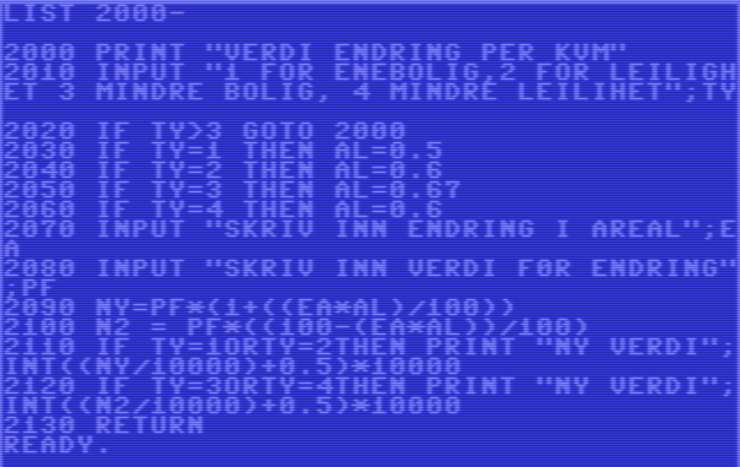 LIST 2000-
2000 PRINT "VERDI ENDRING PER KVM"
2010 INPUT "1 FOR ENEBOLIG,2 FOR LEILIGH
ET 3 MINDRE BOLIG, 4 MINDRE LEILIHET";TY
2020 IF TY>3 GOTO 2000
2030 IF TY=1 THEN AL=0.5
2040 IF TY=2 THEN AL=0.6
2050 IF TY=3 THEN AL=0.67
2060 IF TY=4 THEN AL=0.6
2070 INPUT "SKRIV INN ENDRING I AREAL";E
A
2080 INPUT "SKRIV INN VERDI F0R ENDRING"
;PF
2090 NY=PF*(1+((EA*AL)/100))
2100 N2 = PF*((100-(EA*AL))/100)
2110 IF TY=1ORTY=2THEN PRINT "NY VERDI";
INT((NY/10000)+0.5)*10000
2120 IF TY=3ORTY=4THEN PRINT "NY VERDI";
INT((N2/10000)+0.5)*10000
2130 RETURN
READY.